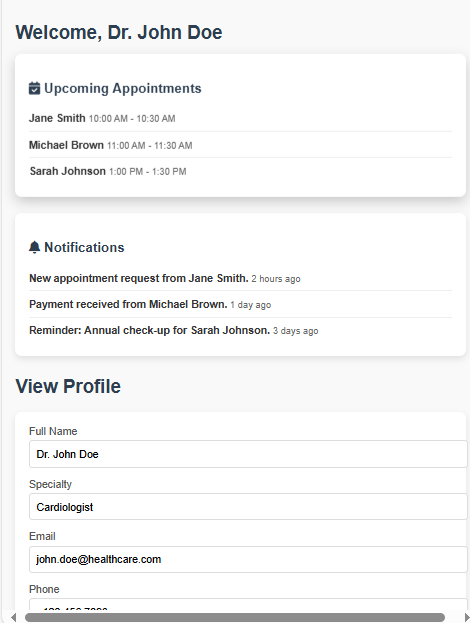 Welcome, Dr. John Doe
Upcoming Appointments
Jane Smith 10:00 AM - 10:30 AM
Michael Brown 11:00 AM - 11:30 AM
Sarah Johnson 1:00 PM - 1:30 PM
Notifications
New appointment request from Jane Smith. 2 hours ago
Payment received from Michael Brown. 1 day ago
Reminder: Annual check-up for Sarah Johnson. 3 days ago
View Profile
Full Name
Dr. John Doe
Specialty
Cardiologist
Email
john.doe@healthcare.com
Phone